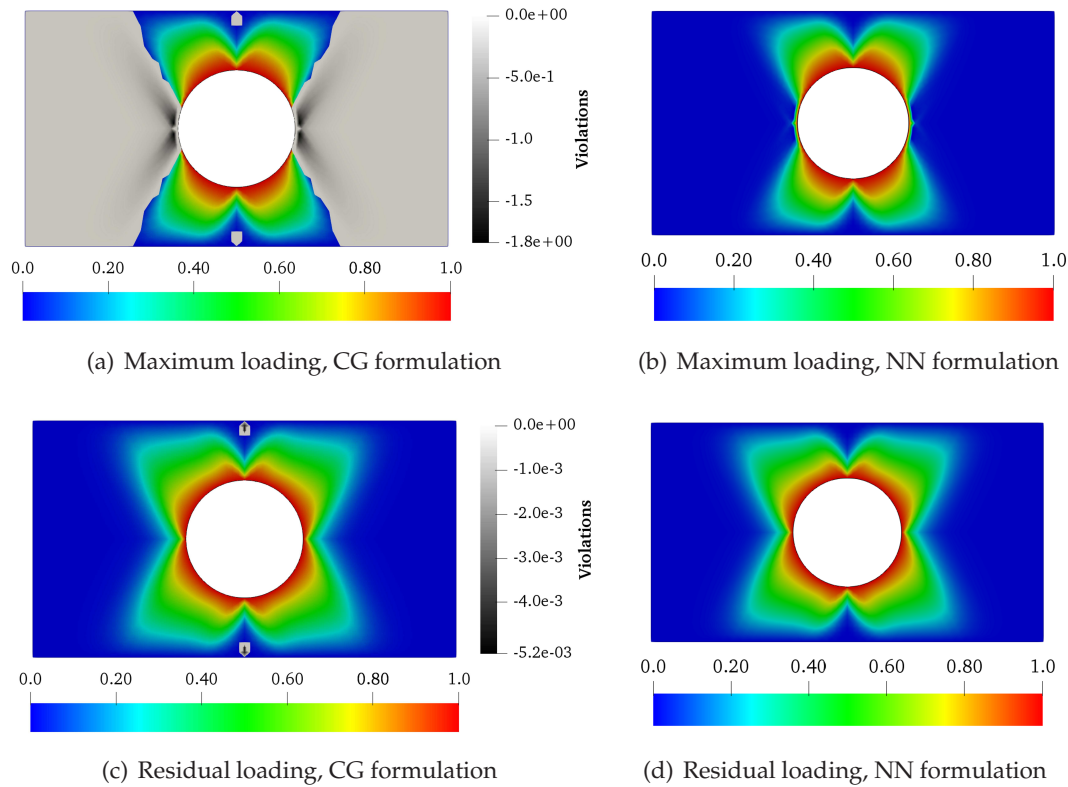 0.0e+00
-5.0e-1
-1.0
-1.5
-1.8e+00
Violations
0.0 0.20 0.40 0.60 0.80 1.0
0.0 0.20 0.40 0.60 0.80 1.0
(a) Maximum loading, CG formulation
(b) Maximum loading, NN formulation
0.0e+00
-1.0e-3
-2.0e-3
-3.0e-3
-4.0e-3
-5.2e-03
Violations
0.0 0.20 0.40 0.60 0.80 1.0
0.0 0.20 0.40 0.60 0.80 1.0
(c) Residual loading, CG formulation
(d) Residual loading, NN formulation